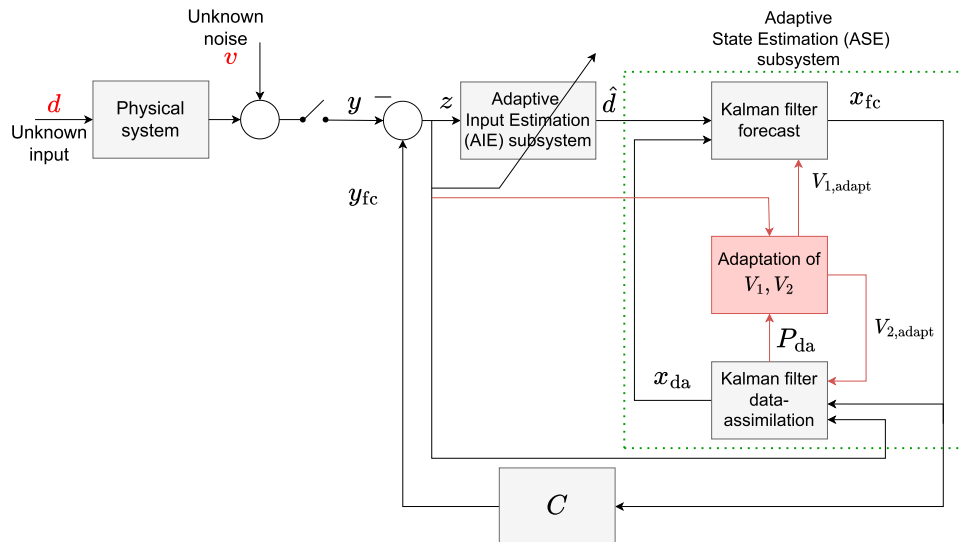 Adaptive
State Estimation (ASE)
subsystem
Unknown
noise
v
d
Unknown
input
Physical
system
y
−
z
Adaptive
Input Estimation
(AIE) subsystem
d̂
Kalman filter
forecast
x_fc
y_fc
V_1,adapt
Adaptation of
V_1, V_2
V_2,adapt
P_da
x_da
Kalman filter
data-
assimilation
C